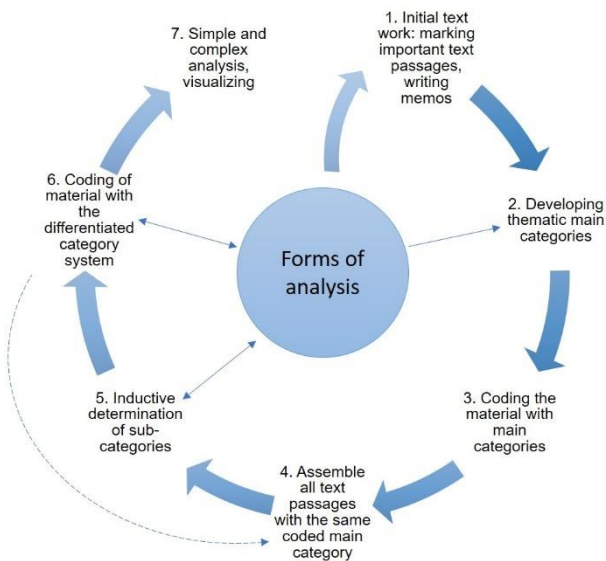 1. Initial text
work: marking
important text
passages,
writing memos
2. Developing
thematic main
categories
3. Coding the
material with
main
categories
4. Assemble
all text
passages
with the same
coded main
category
5. Inductive
determination
of sub-
categories
6. Coding of
material with
the
differentiated
category
system
7. Simple and
complex
analysis,
visualizing
Forms of
analysis